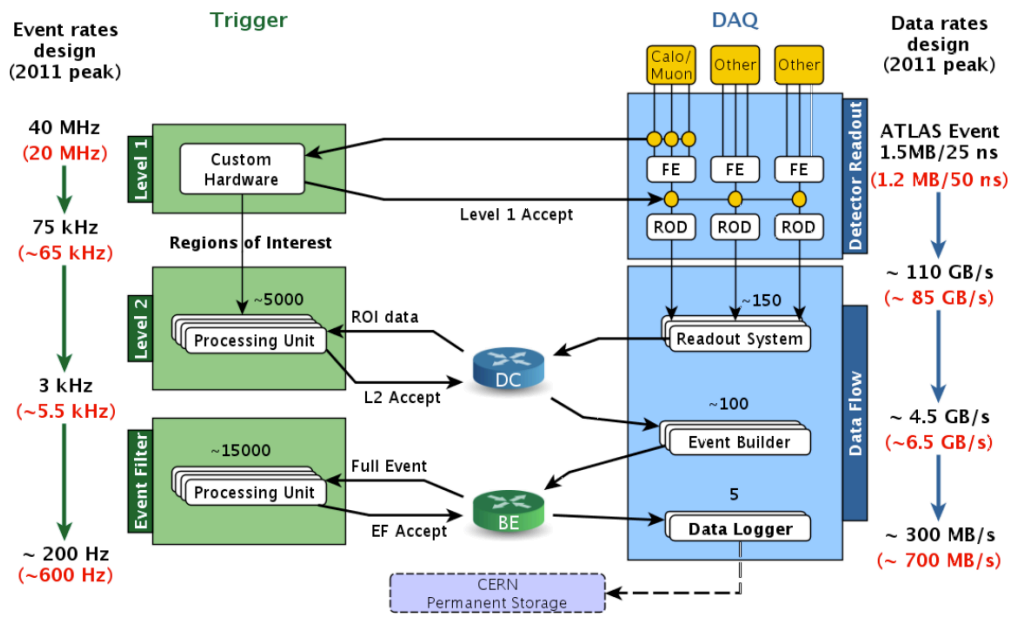 Trigger
DAQ
Event rates
design
(2011 peak)
Data rates
design
(2011 peak)
Calo/
Muon
Other
Other
40 MHz
(20 MHz)
Level 1
Custom
Hardware
FE
FE
FE
Detector Readout
ATLAS Event
1.5MB/25 ns
(1.2 MB/50 ns)
Level 1 Accept
ROD
ROD
ROD
75 kHz
(~65 kHz)
Regions of Interest
~ 110 GB/s
(~ 85 GB/s)
Level 2
~5000
Processing Unit
ROI data
L2 Accept
DC
~150
Readout System
Data Flow
3 kHz
(~5.5 kHz)
~100
Event Builder
~ 4.5 GB/s
(~6.5 GB/s)
Event Filter
~15000
Processing Unit
Full Event
EF Accept
BE
5
Data Logger
~ 200 Hz
(~600 Hz)
~ 300 MB/s
(~ 700 MB/s)
CERN
Permanent Storage